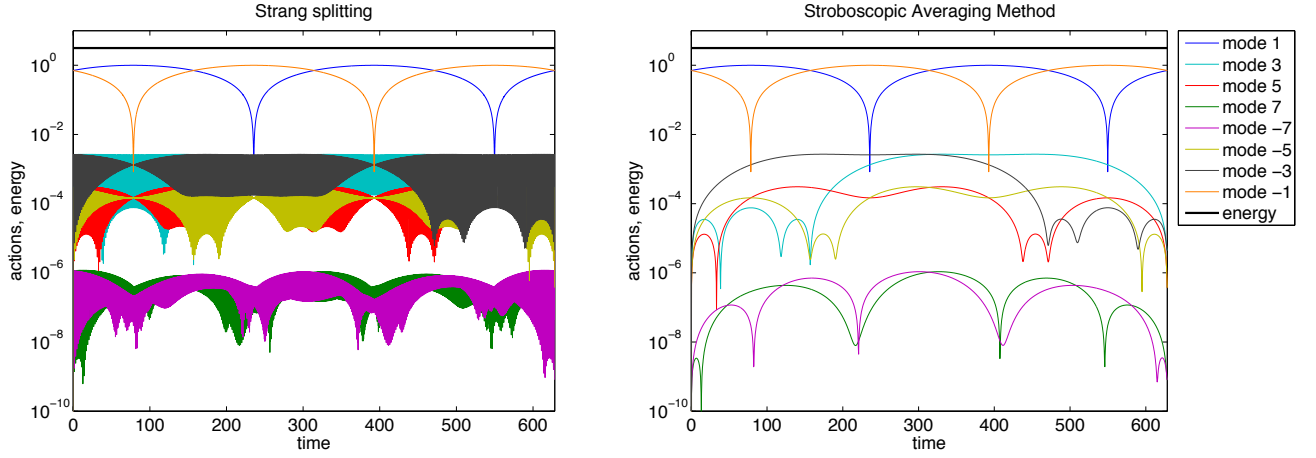 Strang splitting
actions, energy
10^0
10^-2
10^-4
10^-6
10^-8
10^-10
0 100 200 300 400 500 600
time
Stroboscopic Averaging Method
actions, energy
10^0
10^-2
10^-4
10^-6
10^-8
10^-10
0 100 200 300 400 500 600
time
mode 1
mode 3
mode 5
mode 7
mode -7
mode -5
mode -3
mode -1
energy